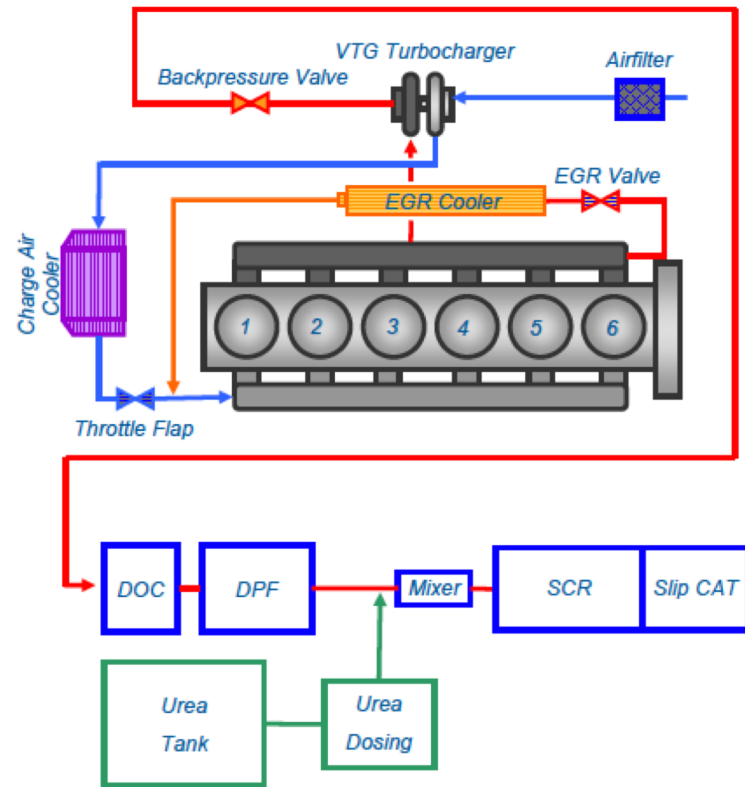 VTG Turbocharger
Airfilter
Backpressure Valve
EGR Valve
EGR Cooler
Charge Air
Cooler
1 2 3 4 5 6
Throttle Flap
DOC
DPF
Mixer
SCR
Slip CAT
Urea
Tank
Urea
Dosing